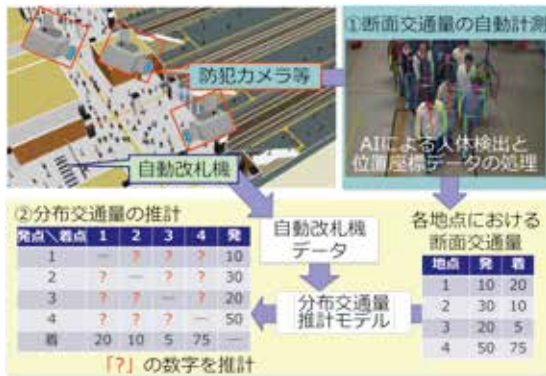 ①断面交通量の自動計測
防犯カメラ等
AIによる人体検出と
位置座標データの処理
自動改札機
②分布交通量の推計
発点＼着点 1 2 3 4 発
1 — ? ? ? 10
2 ? — ? ? 30
3 ? ? — ? 20
4 ? ? ? — 50
着 20 10 5 75 —
「?」の数字を推計
自動改札機
データ
分布交通量
推計モデル
各地点における
断面交通量
地点 発 着
1 10 20
2 30 10
3 20 5
4 50 75